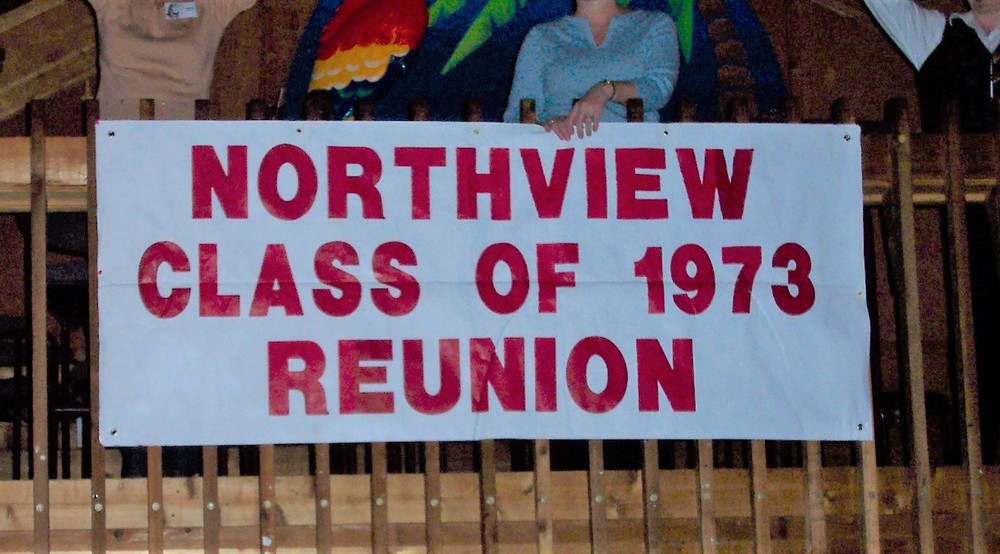 NORTHVIEW
CLASS OF 1973
REUNION